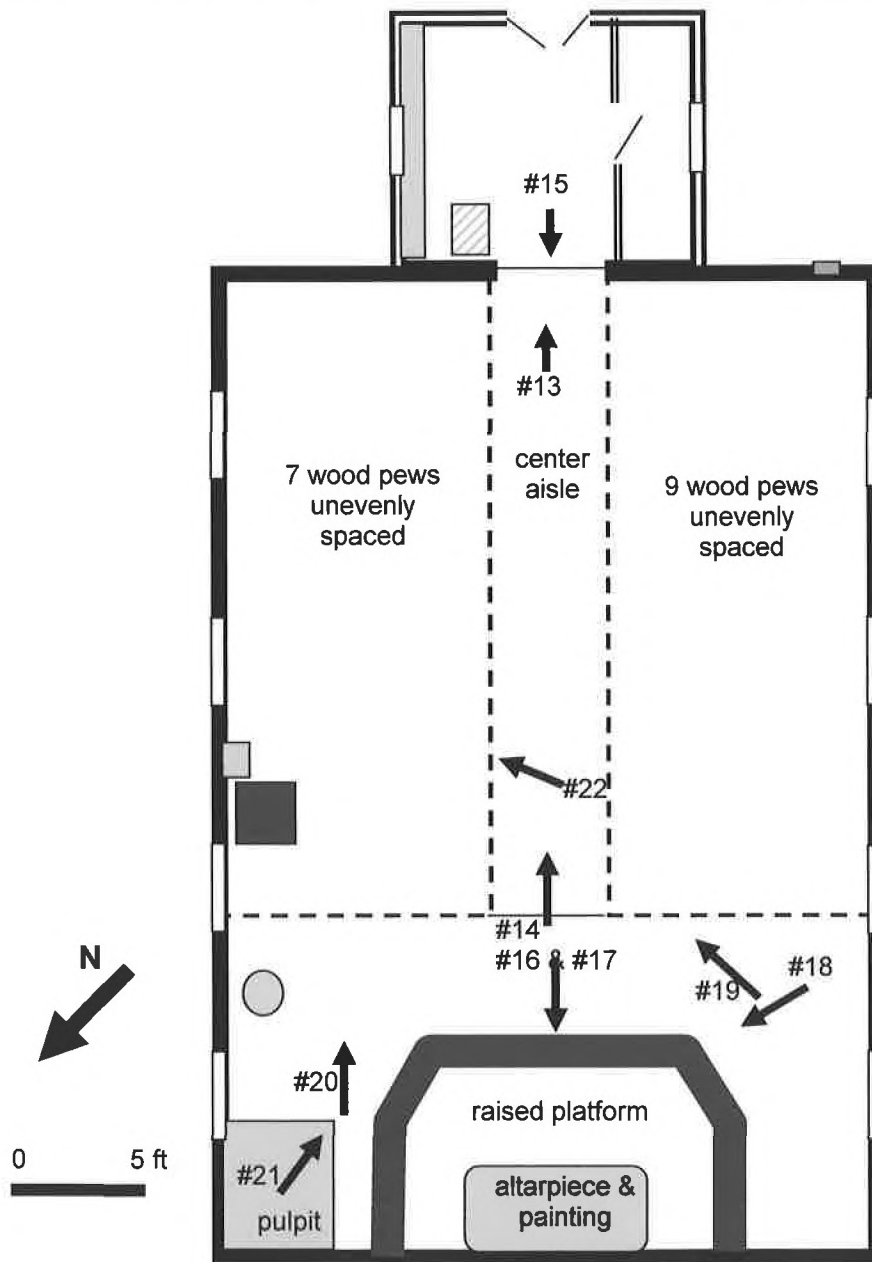 #15
#13
center
aisle
7 wood pews
unevenly
spaced
9 wood pews
unevenly
spaced
#22
#14
#16 & #17
#18
#19
N
#20
raised platform
0 5 ft
#21
pulpit
altarpiece &
painting